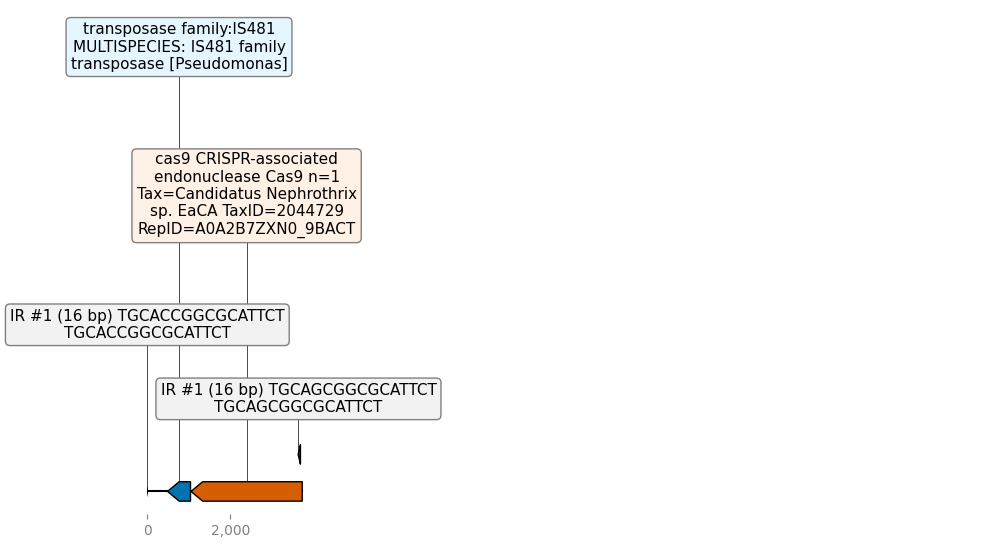 transposase family:IS481
MULTISPECIES: IS481 family
transposase [Pseudomonas]
cas9 CRISPR-associated
endonuclease Cas9 n=1
Tax=Candidatus Nephrothrix
sp. EaCA TaxID=2044729
RepID=A0A2B7ZXN0_9BACT
IR #1 (16 bp) TGCACCGGCGCATTCT
TGCACCGGCGCATTCT
IR #1 (16 bp) TGCAGCGGCGCATTCT
TGCAGCGGCGCATTCT
0
2,000